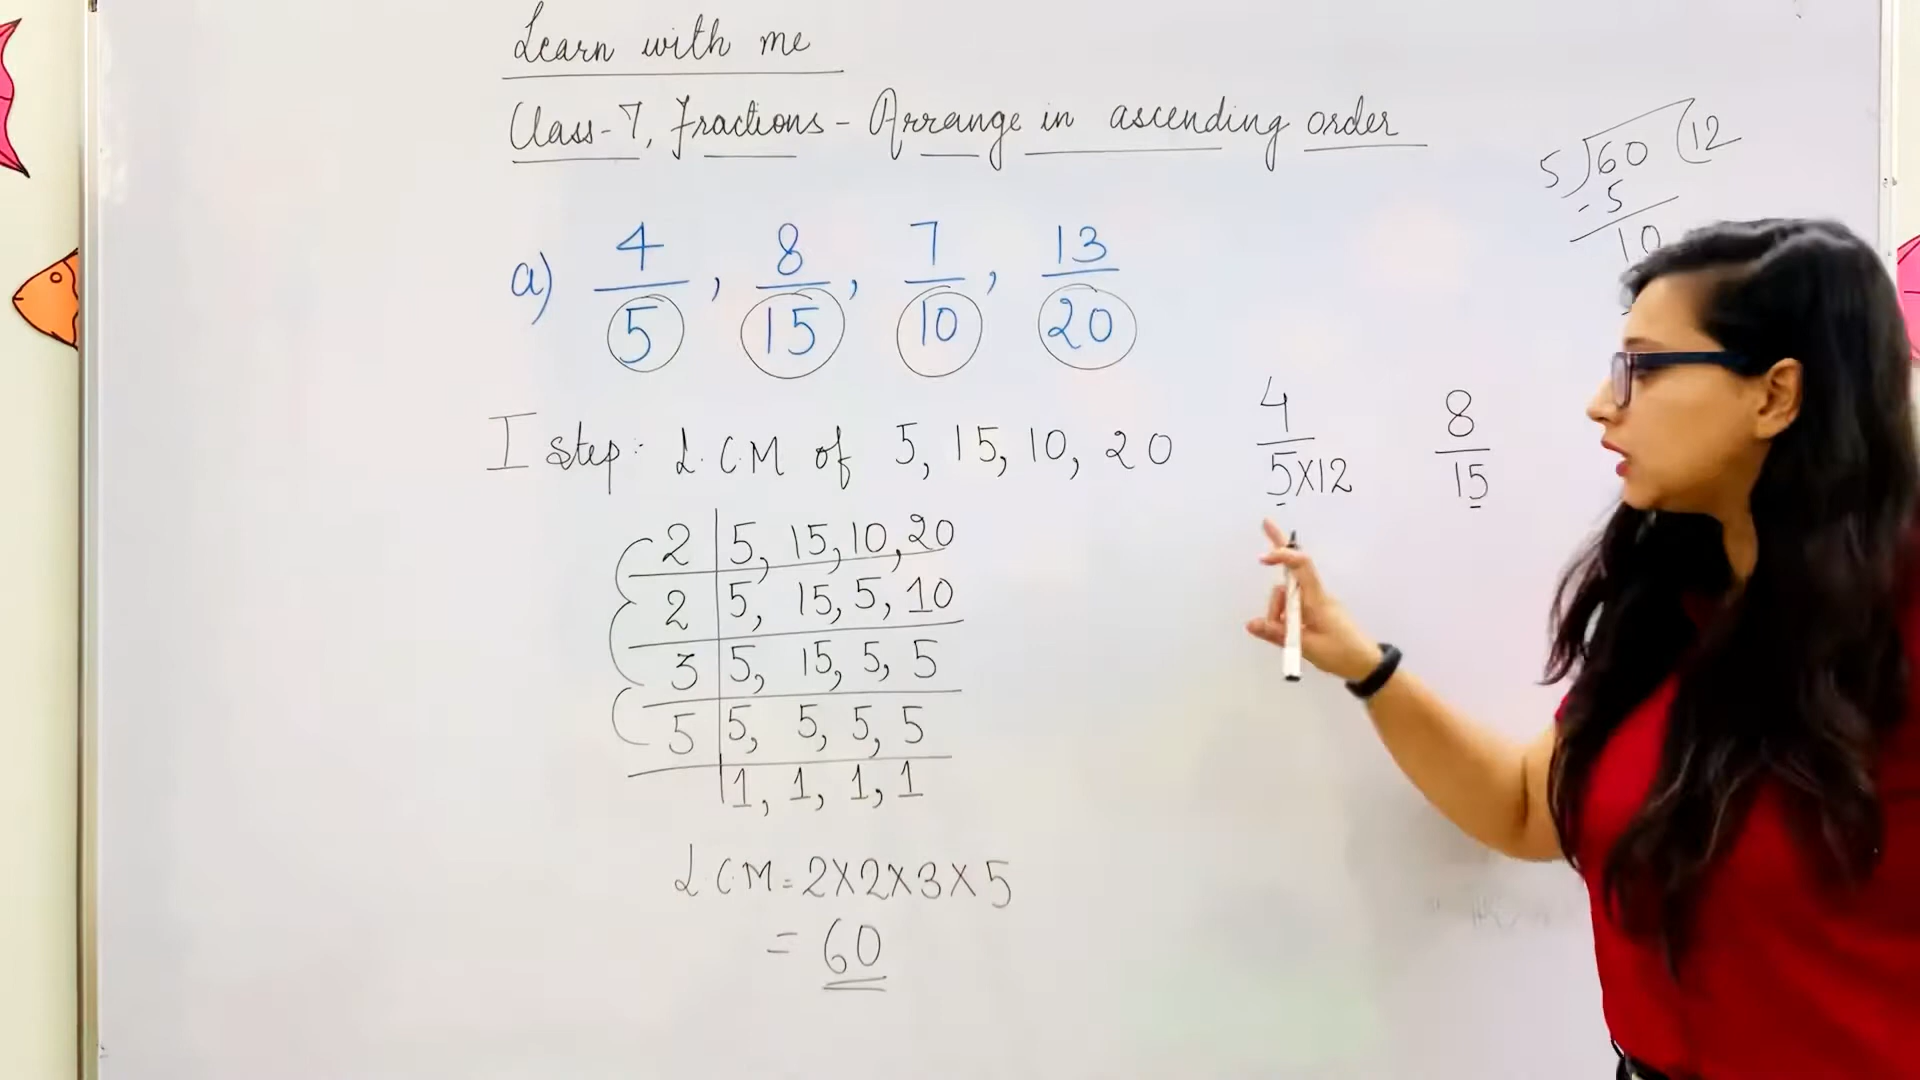 Learn with me
Class-7, Fractions - Arrange in ascending order
5)60(12
-5
10
a) 4/5, 8/15, 7/10, 13/20
I step: L.C.M of 5, 15, 10, 20
4/5×12
8/15
2 | 5, 15, 10, 20
2 | 5, 15, 5, 10
3 | 5, 15, 5, 5
5 | 5, 5, 5, 5
| 1, 1, 1, 1
L.C.M = 2×2×3×5
= 60